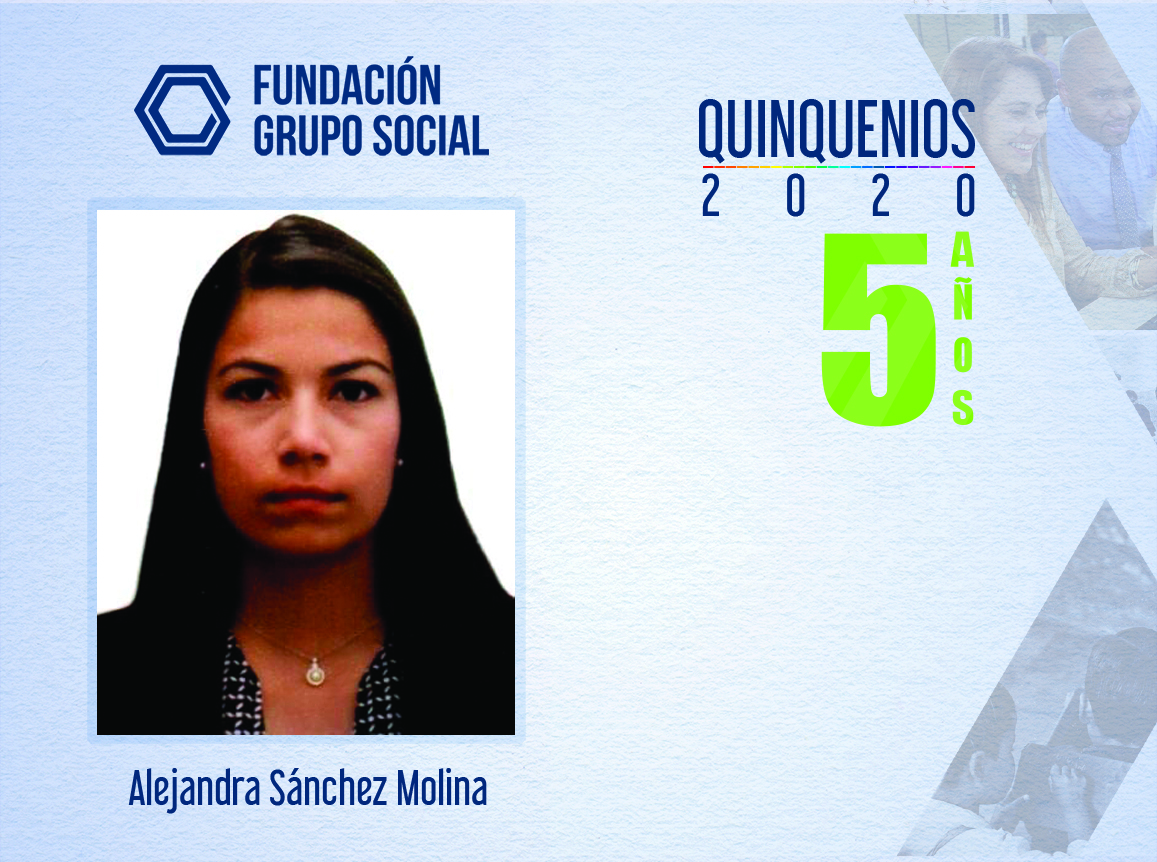 FUNDACIÓN
GRUPO SOCIAL
QUINQUENIOS
2020
5 AÑOS
Alejandra Sánchez Molina